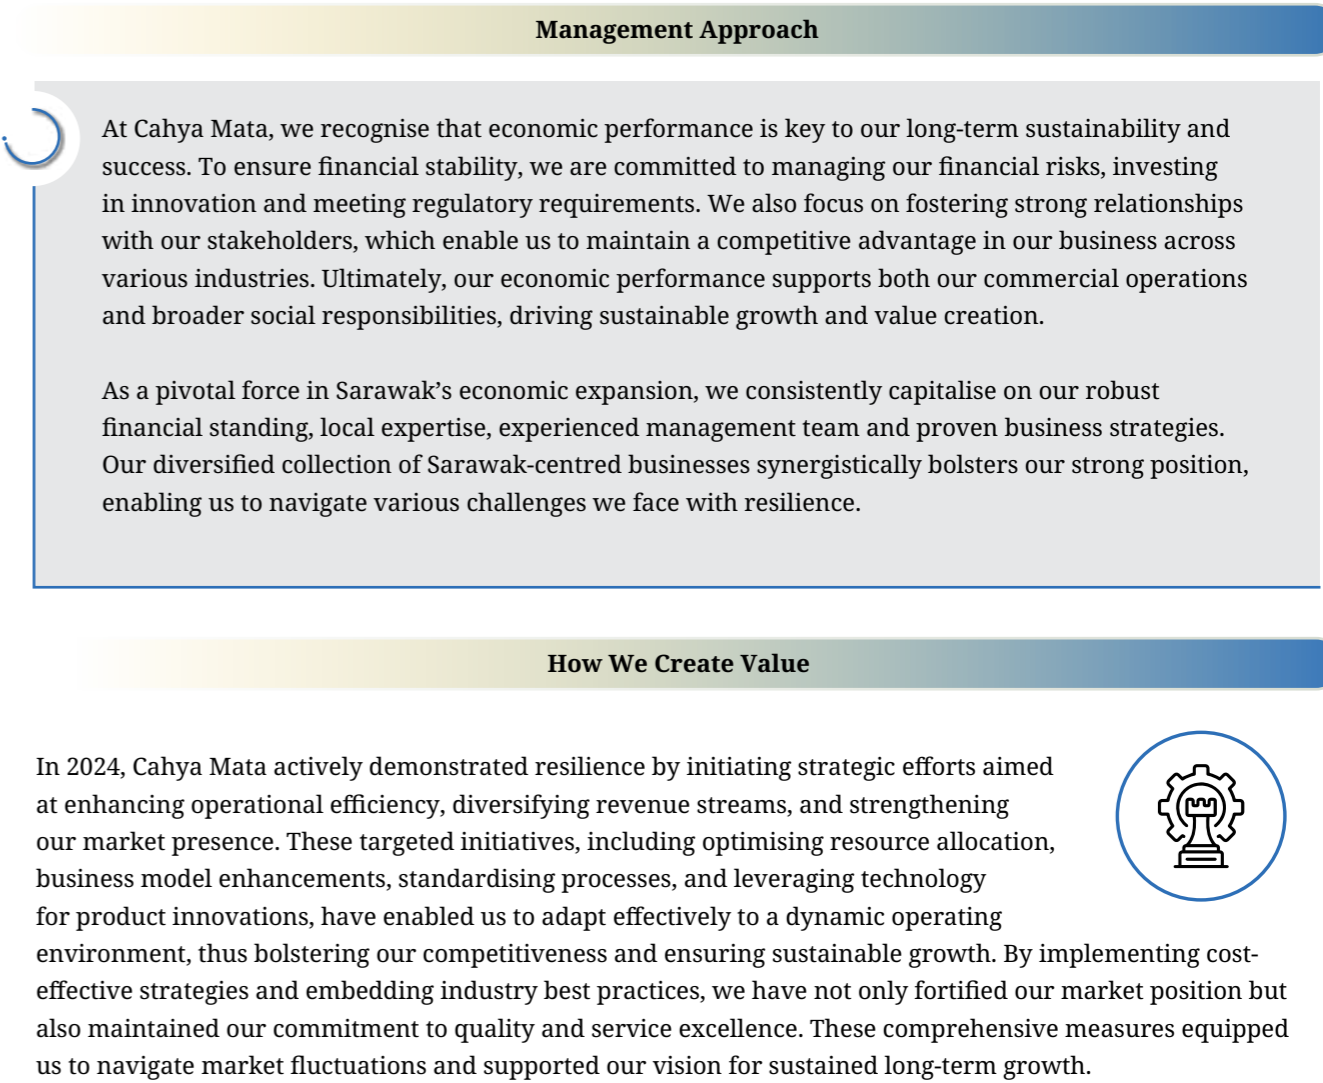 Management Approach
At Cahya Mata, we recognise that economic performance is key to our long-term sustainability and
success. To ensure financial stability, we are committed to managing our financial risks, investing
in innovation and meeting regulatory requirements. We also focus on fostering strong relationships
with our stakeholders, which enable us to maintain a competitive advantage in our business across
various industries. Ultimately, our economic performance supports both our commercial operations
and broader social responsibilities, driving sustainable growth and value creation.
As a pivotal force in Sarawak’s economic expansion, we consistently capitalise on our robust
financial standing, local expertise, experienced management team and proven business strategies.
Our diversified collection of Sarawak-centred businesses synergistically bolsters our strong position,
enabling us to navigate various challenges we face with resilience.
How We Create Value
In 2024, Cahya Mata actively demonstrated resilience by initiating strategic efforts aimed
at enhancing operational efficiency, diversifying revenue streams, and strengthening
our market presence. These targeted initiatives, including optimising resource allocation,
business model enhancements, standardising processes, and leveraging technology
for product innovations, have enabled us to adapt effectively to a dynamic operating
environment, thus bolstering our competitiveness and ensuring sustainable growth. By implementing cost-
effective strategies and embedding industry best practices, we have not only fortified our market position but
also maintained our commitment to quality and service excellence. These comprehensive measures equipped
us to navigate market fluctuations and supported our vision for sustained long-term growth.